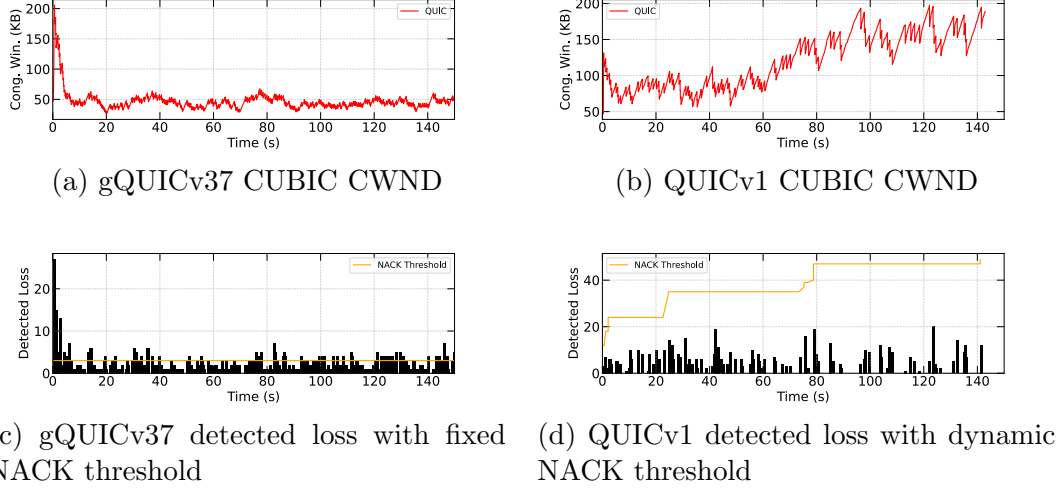 200
150
100
50
Cong. Win. (KB)
QUIC
0 20 40 60 80 100 120 140
Time (s)
(a) gQUICv37 CUBIC CWND
200
150
100
50
Cong. Win. (KB)
QUIC
0 20 40 60 80 100 120 140
Time (s)
(b) QUICv1 CUBIC CWND
20
10
0
Detected Loss
NACK Threshold
0 20 40 60 80 100 120 140
Time (s)
c) gQUICv37 detected loss with fixed
NACK threshold
40
20
0
Detected Loss
NACK Threshold
0 20 40 60 80 100 120 140
Time (s)
(d) QUICv1 detected loss with dynamic
NACK threshold